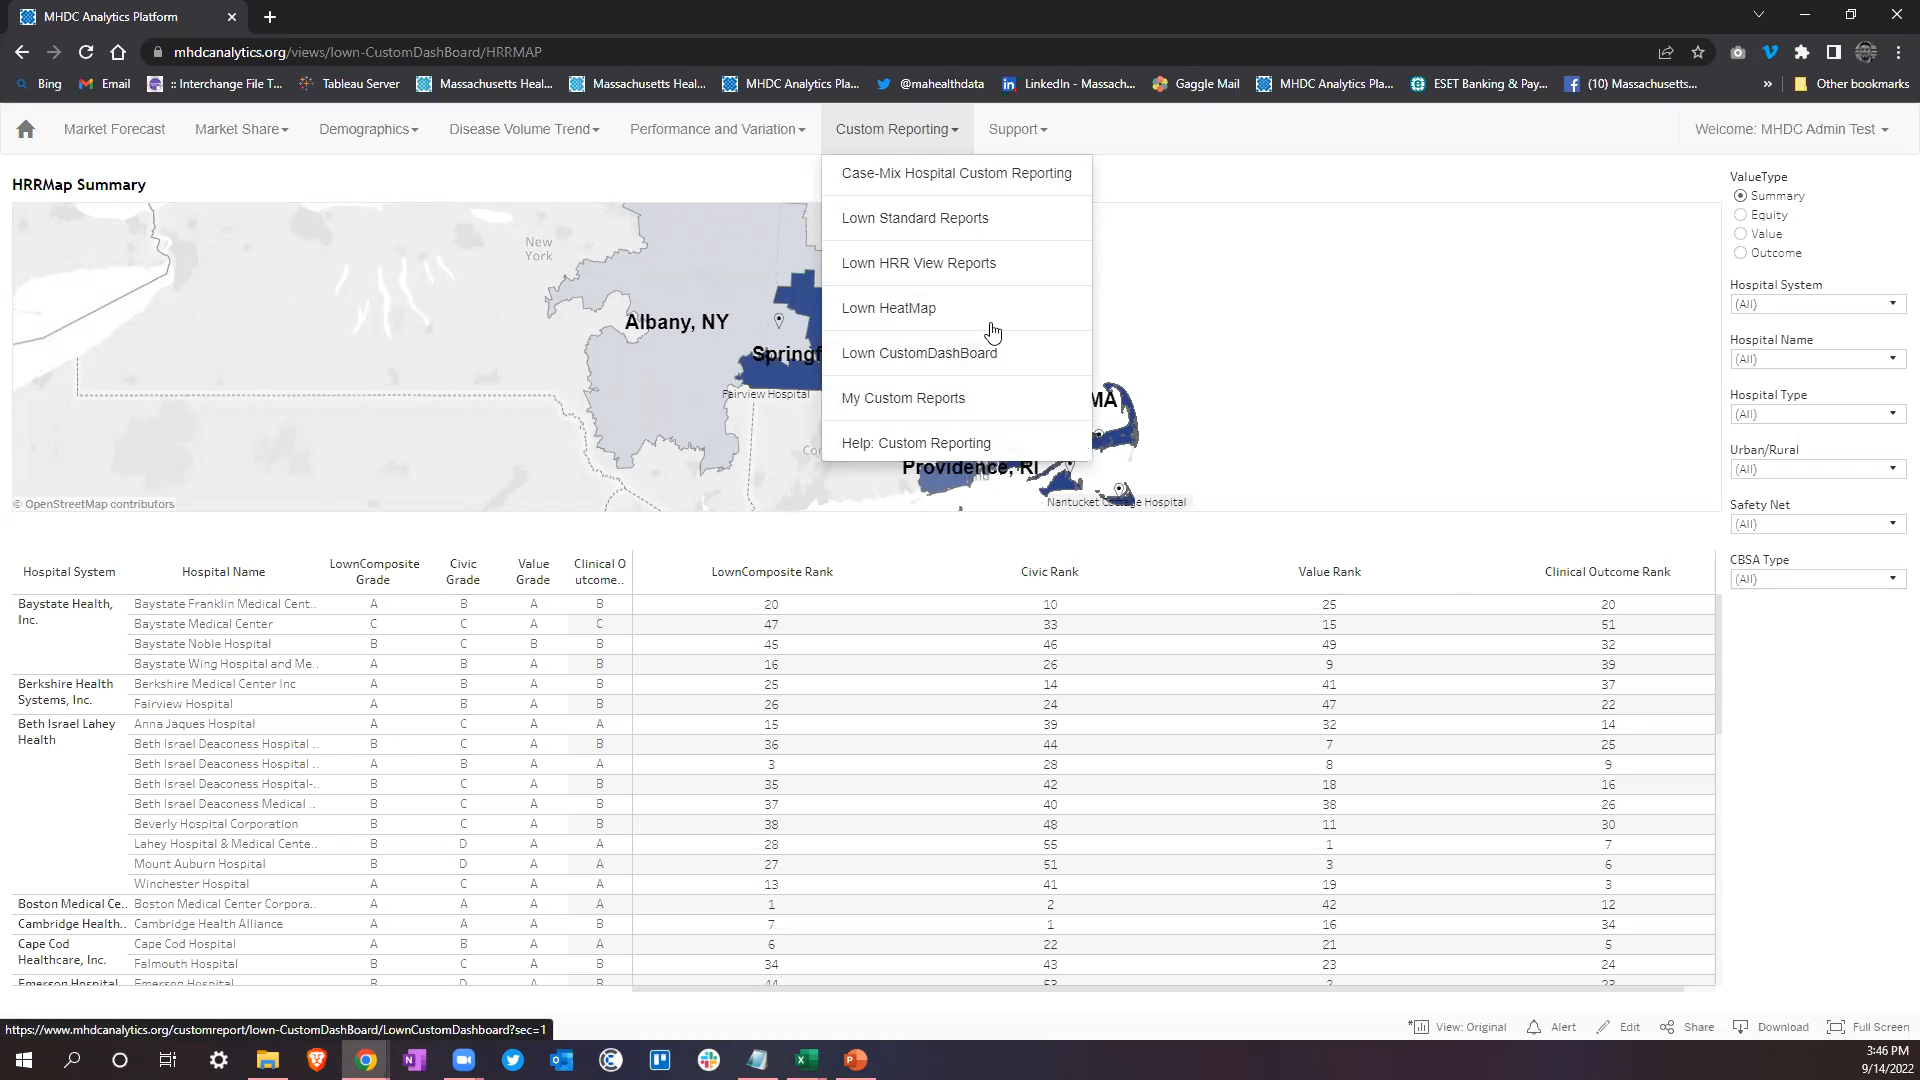 MHDC Analytics Platform
mhdcanalytics.org/views/lown-CustomDashBoard/HRRMAP
Bing Email :: Interchange File T... Tableau Server Massachusetts Heal... Massachusetts Heal... MHDC Analytics Pla... @mahealthdata LinkedIn - Massach... Gaggle Mail MHDC Analytics Pla... ESET Banking & Pay... (10) Massachusetts... » Other bookmarks
Market Forecast Market Share Demographics Disease Volume Trend Performance and Variation Custom Reporting Support Welcome: MHDC Admin Test
Case-Mix Hospital Custom Reporting
Lown Standard Reports
Lown HRR View Reports
Lown HeatMap
Lown CustomDashBoard
My Custom Reports
Help: Custom Reporting
HRRMap Summary
New
York
Albany, NY
Springf
Fairview Hospital
MA
Providence, RI
Nantucket Cottage Hospital
© OpenStreetMap contributors
ValueType
Summary
Equity
Value
Outcome
Hospital System
(All)
Hospital Name
(All)
Hospital Type
(All)
Urban/Rural
(All)
Safety Net
(All)
CBSA Type
(All)
Hospital System Hospital Name LownComposite Grade Civic Grade Value Grade Clinical O utcome.. LownComposite Rank Civic Rank Value Rank Clinical Outcome Rank
Baystate Health, Inc. Baystate Franklin Medical Cent.. A B A B 20 10 25 20
Baystate Medical Center C C A C 47 33 15 51
Baystate Noble Hospital B C B B 45 46 49 32
Baystate Wing Hospital and Me.. A B A B 16 26 9 39
Berkshire Health Systems, Inc. Berkshire Medical Center Inc A B A B 25 14 41 37
Fairview Hospital A B A B 26 24 47 22
Beth Israel Lahey Health Anna Jaques Hospital A C A A 15 39 32 14
Beth Israel Deaconess Hospital .. B C A B 36 44 7 25
Beth Israel Deaconess Hospital .. A B A A 3 28 8 9
Beth Israel Deaconess Hospital-.. B C A B 35 42 18 16
Beth Israel Deaconess Medical .. B C A B 37 40 38 26
Beverly Hospital Corporation B C A B 38 48 11 30
Lahey Hospital & Medical Cente.. B D A A 28 55 1 7
Mount Auburn Hospital B D A A 27 51 3 6
Winchester Hospital A C A A 13 41 19 3
Boston Medical Ce.. Boston Medical Center Corpora.. A A A A 1 2 42 12
Cambridge Health.. Cambridge Health Alliance A A A B 7 1 16 34
Cape Cod Healthcare, Inc. Cape Cod Hospital A B A A 6 22 21 5
Falmouth Hospital B C A B 34 43 23 24
Emerson Hospital Emerson Hospital B D A B 44 53 2 23
https://www.mhdcanalytics.org/customreport/lown-CustomDashBoard/LownCustomDashboard?sec=1
View: Original Alert Edit Share Download Full Screen
3:46 PM
9/14/2022